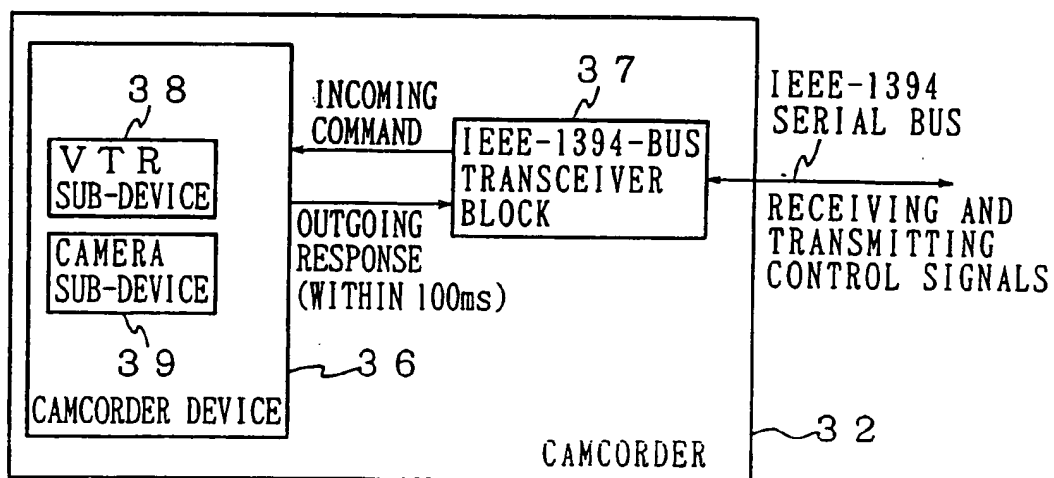 38
VTR
SUB-DEVICE
CAMERA
SUB-DEVICE
39
CAMCORDER DEVICE
36
INCOMING
COMMAND
OUTGOING
RESPONSE
(WITHIN 100ms)
37
IEEE-1394-BUS
TRANSCEIVER
BLOCK
IEEE-1394
SERIAL BUS
RECEIVING AND
TRANSMITTING
CONTROL SIGNALS
32
CAMCORDER